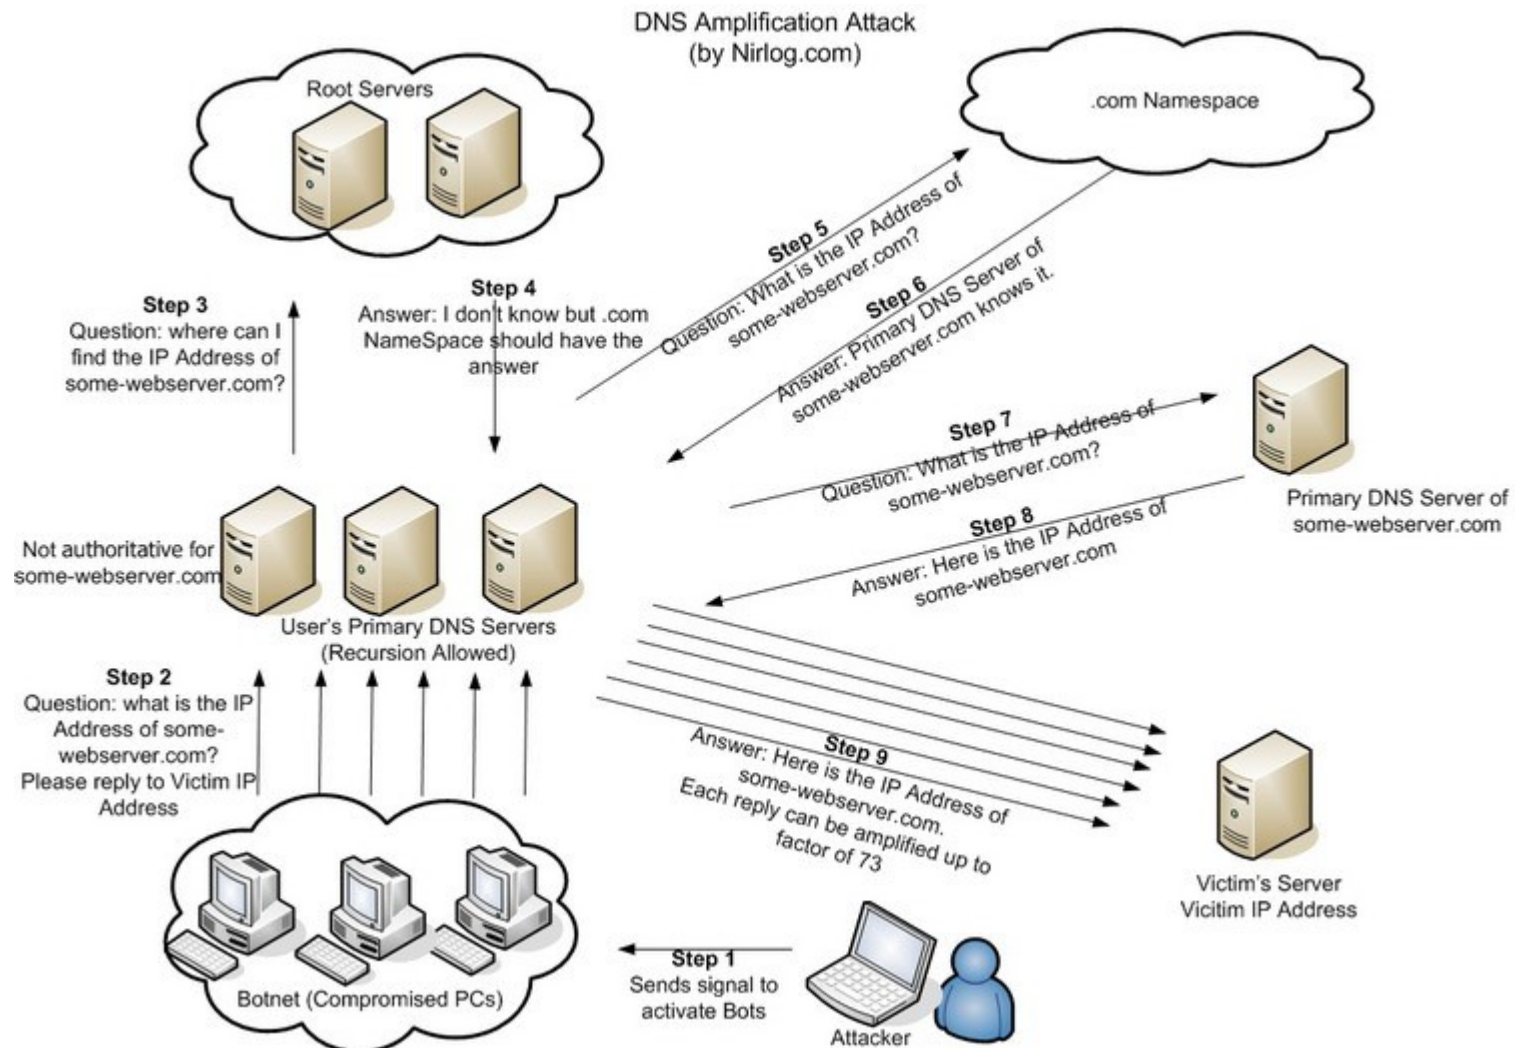 DNS Amplification Attack
(by Nirlog.com)
Root Servers
.com Namespace
Step 3
Question: where can I
find the IP Address of
some-webserver.com?
Step 4
Answer: I don't know but .com
NameSpace should have the
answer
Step 5
Question: What is the IP Address of
some-webserver.com?
Step 6
Answer: Primary DNS Server of
some-webserver.com knows it.
Step 7
Question: What is the IP Address of
some-webserver.com?
Step 8
Answer: Here is the IP Address of
some-webserver.com
Primary DNS Server of
some-webserver.com
Not authoritative for
some-webserver.com
User's Primary DNS Servers
(Recursion Allowed)
Step 2
Question: what is the IP
Address of some-
webserver.com?
Please reply to Victim IP
Address
Step 9
Answer: Here is the IP Address of
some-webserver.com.
Each reply can be amplified up to
factor of 73
Victim's Server
Vicitim IP Address
Botnet (Compromised PCs)
Step 1
Sends signal to
activate Bots
Attacker